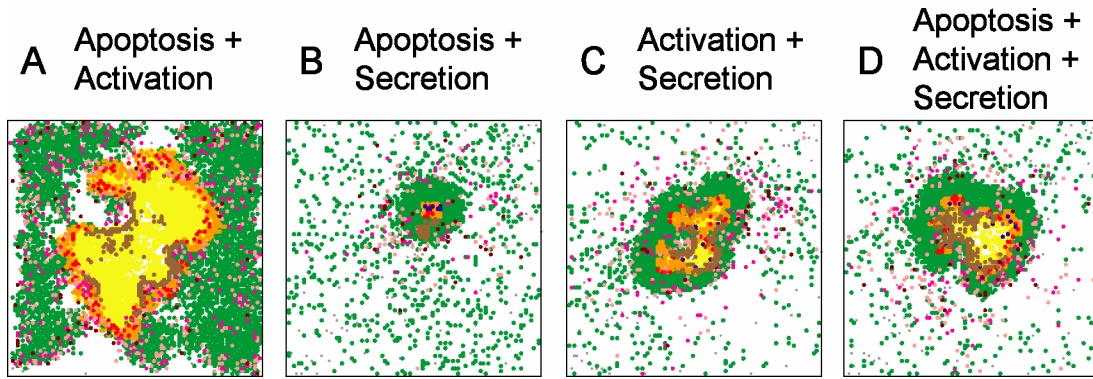 A Apoptosis +
Activation
B Apoptosis +
Secretion
C Activation +
Secretion
D Apoptosis +
Activation +
Secretion